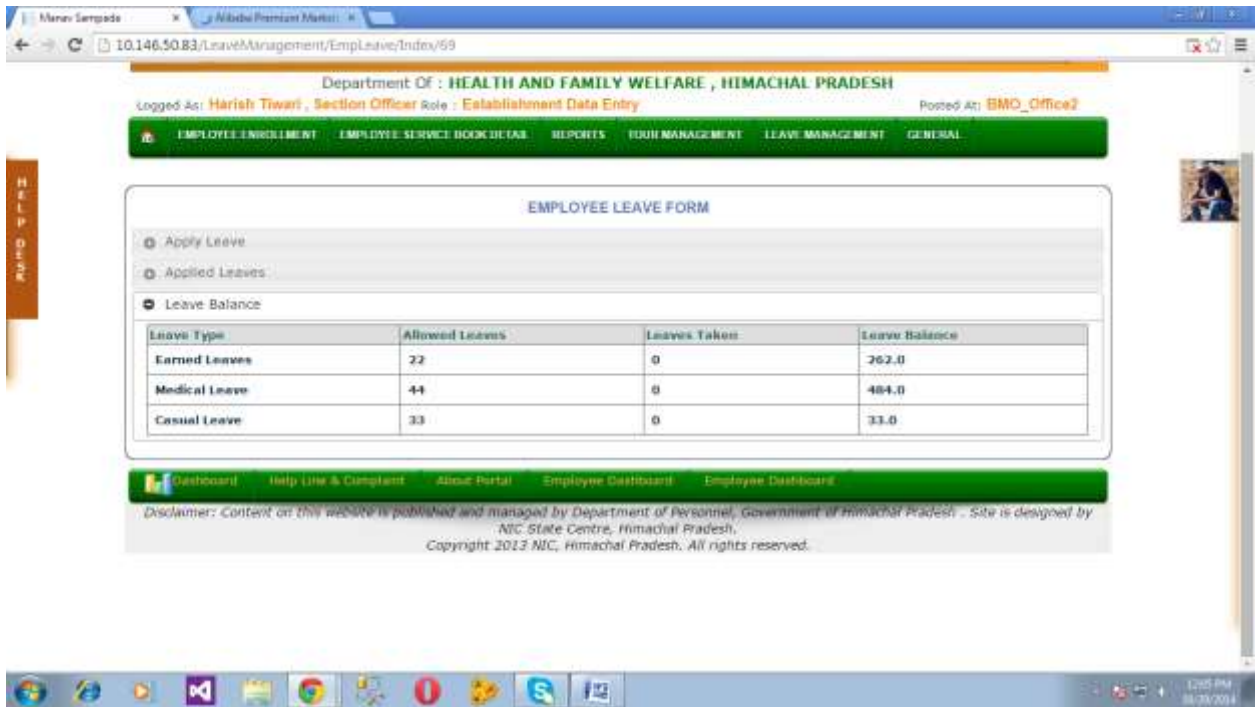 Manav Sampada
Alibaba Premium Market
10.146.50.83/LeaveManagement/EmpLeave/Index/69
Department Of : HEALTH AND FAMILY WELFARE , HIMACHAL PRADESH
Logged As: Harish Tiwari , Section Officer Role : Establishment Data Entry Posted At: BMO_Office2
EMPLOYEE ENROLLMENT EMPLOYEE SERVICE BOOK DETAIL REPORTS TOUR MANAGEMENT LEAVE MANAGEMENT GENERAL
HELP DESK
EMPLOYEE LEAVE FORM
Apply Leave
Applied Leaves
Leave Balance
Leave Type Allowed Leaves Leaves Taken Leave Balance
Earned Leaves 22 0 262.0
Medical Leave 44 0 484.0
Casual Leave 33 0 33.0
Dashboard Help Line & Complaint About Portal Employee Dashboard Employee Dashboard
Disclaimer: Content on this website is published and managed by Department of Personnel, Government of Himachal Pradesh . Site is designed by
NIC State Centre, Himachal Pradesh.
Copyright 2013 NIC, Himachal Pradesh. All rights reserved.
12:05 PM